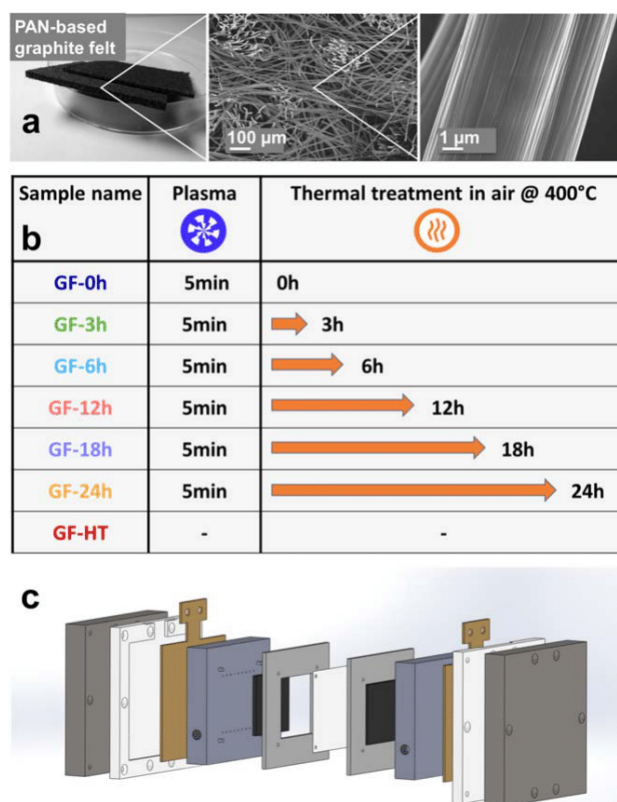 PAN-based
graphite felt
a
100 µm
1 µm
Sample name Plasma Thermal treatment in air @ 400°C
b
GF-0h 5min 0h
GF-3h 5min 3h
GF-6h 5min 6h
GF-12h 5min 12h
GF-18h 5min 18h
GF-24h 5min 24h
GF-HT - -
c